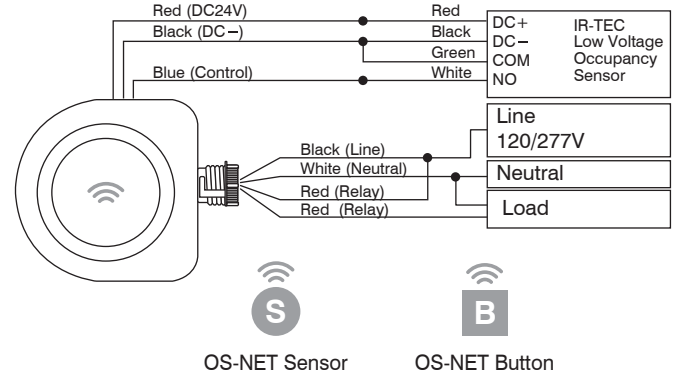 Red (DC24V) Red
Black (DC−) Black
Green
Blue (Control) White
DC+
DC−
COM
NO
IR-TEC
Low Voltage
Occupancy
Sensor
Line
120/277V
Black (Line)
White (Neutral)
Red (Relay)
Red (Relay)
Neutral
Load
S
B
OS-NET Sensor OS-NET Button